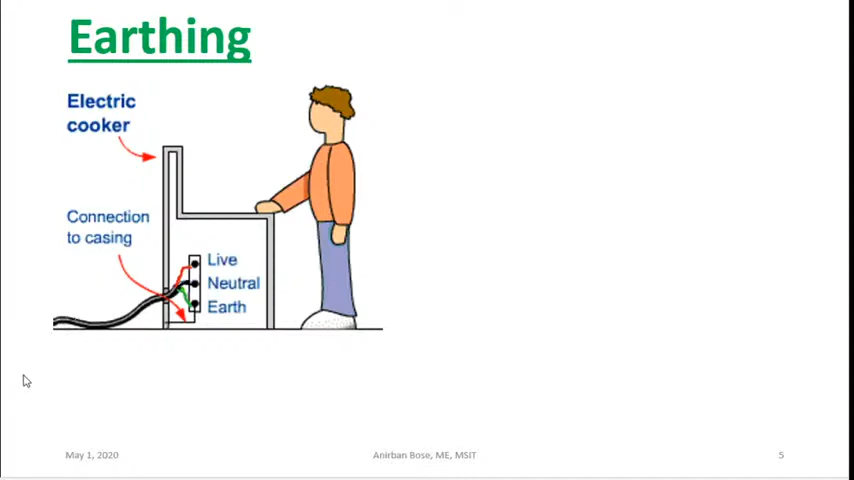 Earthing
Electric
cooker
Connection
to casing
Live
Neutral
Earth
May 1, 2020
Anirban Bose, ME, MSIT
5